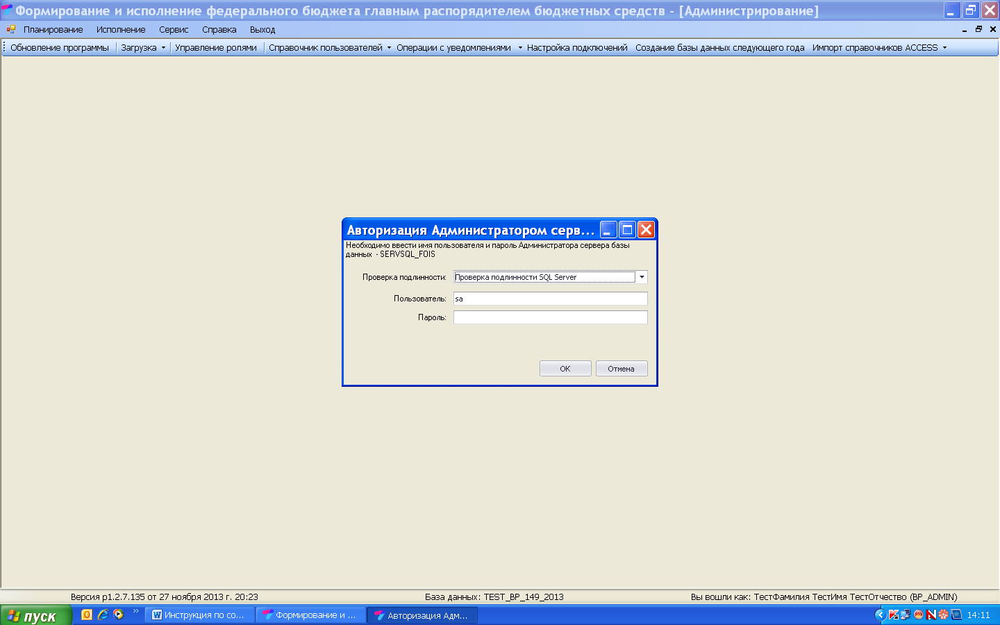 Формирование и исполнение федерального бюджета главным распорядителем бюджетных средств - [Администрирование]
Планирование Исполнение Сервис Справка Выход
Обновление программы Загрузка Управление ролями Справочник пользователей Операции с уведомлениями Настройка подключений Создание базы данных следующего года Импорт справочников ACCESS
Авторизация Администратором серв...
Необходимо ввести имя пользователя и пароль Администратора сервера базы
данных - SERVSQL_FOIS
Проверка подлинности: Проверка подлинности SQL Server
Пользователь: sa
Пароль:
ОК Отмена
Версия p1.2.7.135 от 27 ноября 2013 г. 20:23 База данных: TEST_BP_149_2013 Вы вошли как: ТестФамилия ТестИмя ТестОтчество (BP_ADMIN)
пуск Инструкция по со... Формирование и ... Авторизация Адм... 14:11